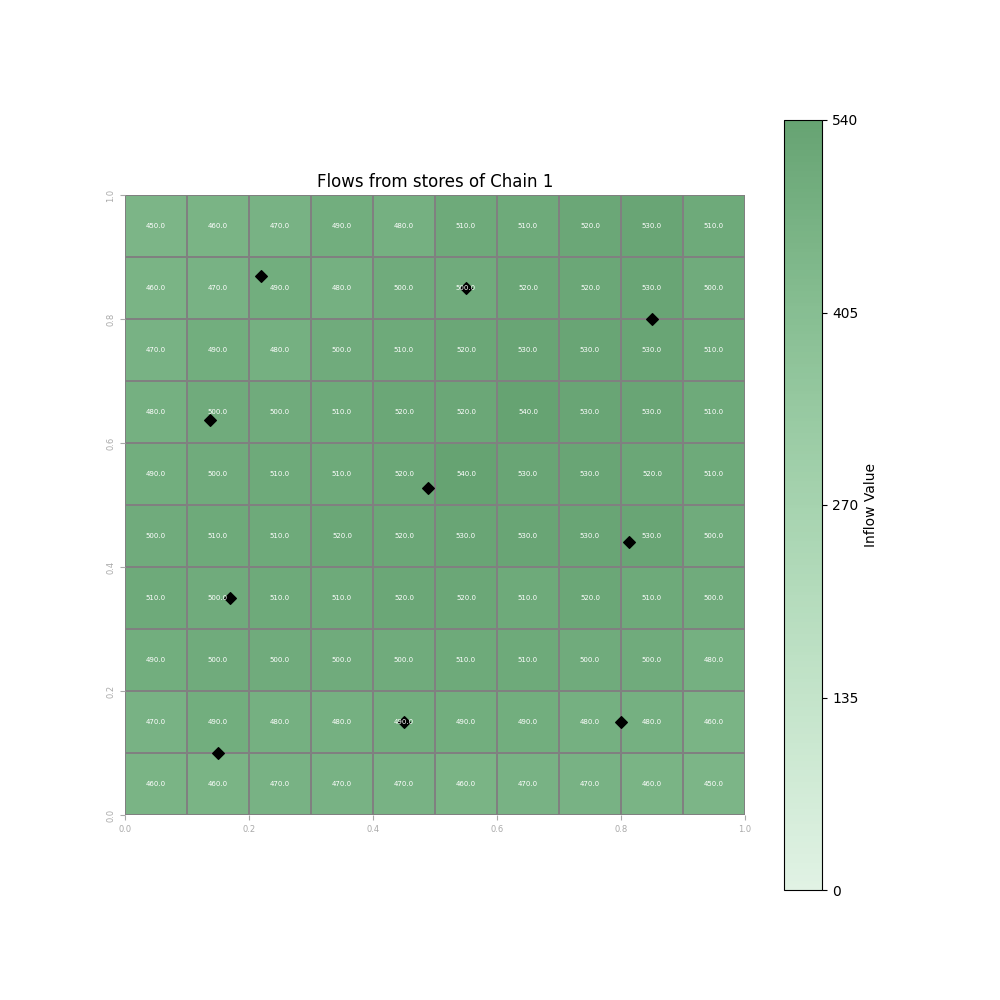 Flows from stores of Chain 1
540
405
270
135
0
Inflow Value
1.0
0.8
0.6
0.4
0.2
0.0
450.0 460.0 470.0 490.0 480.0 510.0 510.0 520.0 530.0 510.0
460.0 470.0 490.0 480.0 500.0 500.0 520.0 520.0 530.0 500.0
470.0 490.0 480.0 500.0 510.0 520.0 530.0 530.0 530.0 510.0
480.0 500.0 500.0 510.0 520.0 520.0 540.0 530.0 530.0 510.0
490.0 500.0 510.0 510.0 520.0 540.0 530.0 530.0 520.0 510.0
500.0 510.0 510.0 520.0 520.0 530.0 530.0 530.0 530.0 500.0
510.0 500.0 510.0 510.0 520.0 520.0 510.0 520.0 510.0 500.0
490.0 500.0 500.0 500.0 500.0 510.0 510.0 500.0 500.0 480.0
470.0 490.0 480.0 480.0 490.0 490.0 490.0 480.0 480.0 460.0
460.0 460.0 470.0 470.0 470.0 460.0 470.0 470.0 460.0 450.0
0.0 0.2 0.4 0.6 0.8 1.0